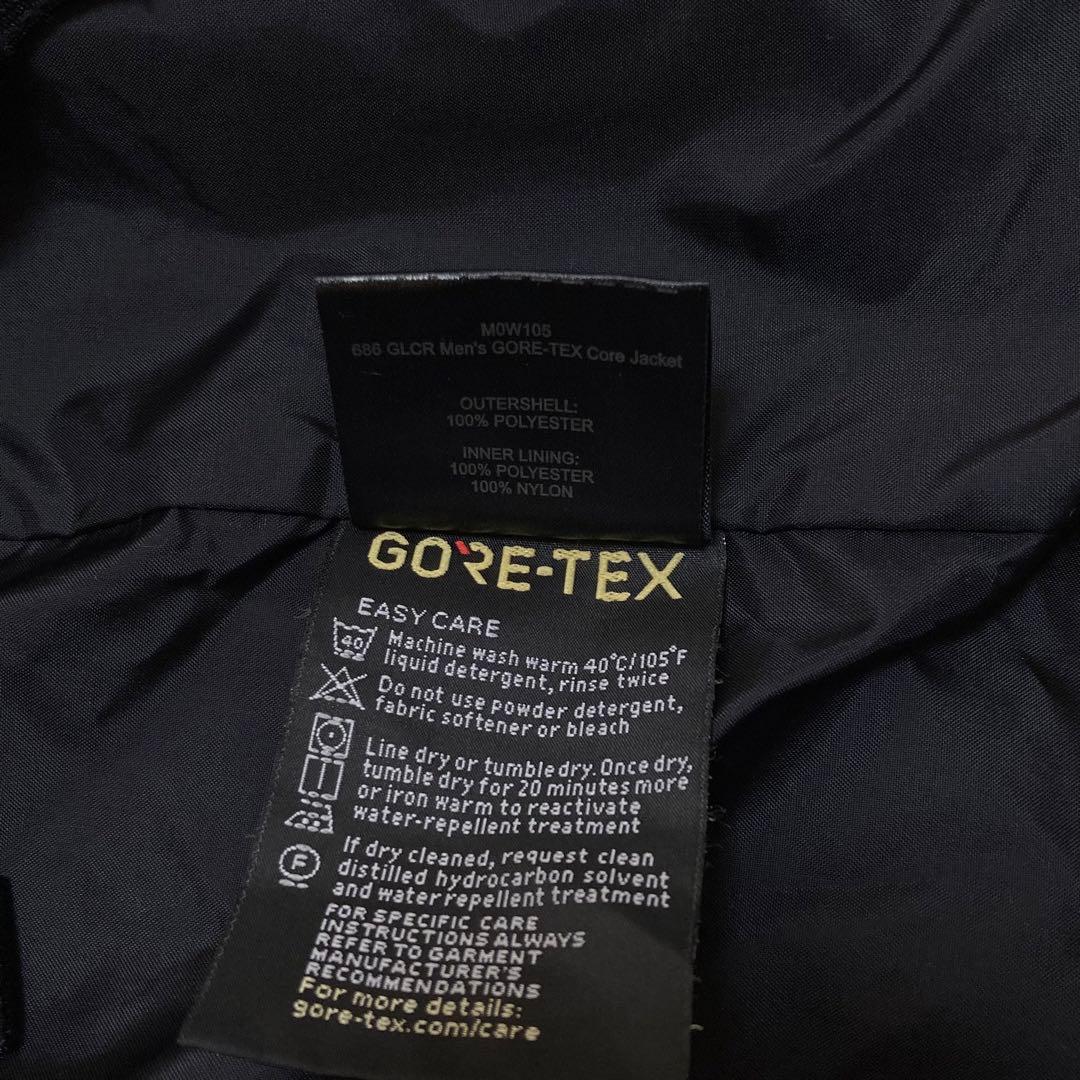 M0W105
686 GLCR Men's GORE-TEX Core Jacket
OUTERSHELL:
100% POLYESTER
INNER LINING:
100% POLYESTER
100% NYLON
GORE-TEX
EASY CARE
40
Machine wash warm 40°C/105°F
liquid detergent, rinse twice
Do not use powder detergent,
fabric softener or bleach
Line dry or tumble dry. Once dry,
tumble dry for 20 minutes more
or iron warm to reactivate
water-repellent treatment
F
If dry cleaned, request clean
distilled hydrocarbon solvent
and water repellent treatment
FOR SPECIFIC CARE
INSTRUCTIONS ALWAYS
REFER TO GARMENT
MANUFACTURER'S
RECOMMENDATIONS
For more details:
gore-tex.com/care